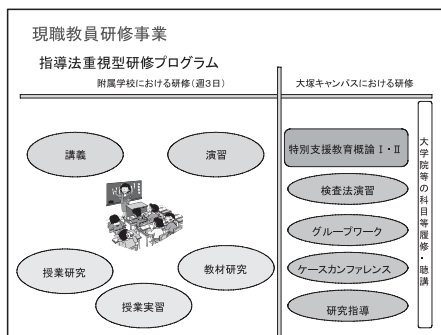 現職教員研修事業
指導法重視型研修プログラム
附属学校における研修（週３日）
大塚キャンパスにおける研修
講義
演習
授業研究
教材研究
授業実習
特別支援教育概論Ⅰ・Ⅱ
検査法演習
グループワーク
ケースカンファレンス
研究指導
大学院等の科目等履修・聴講